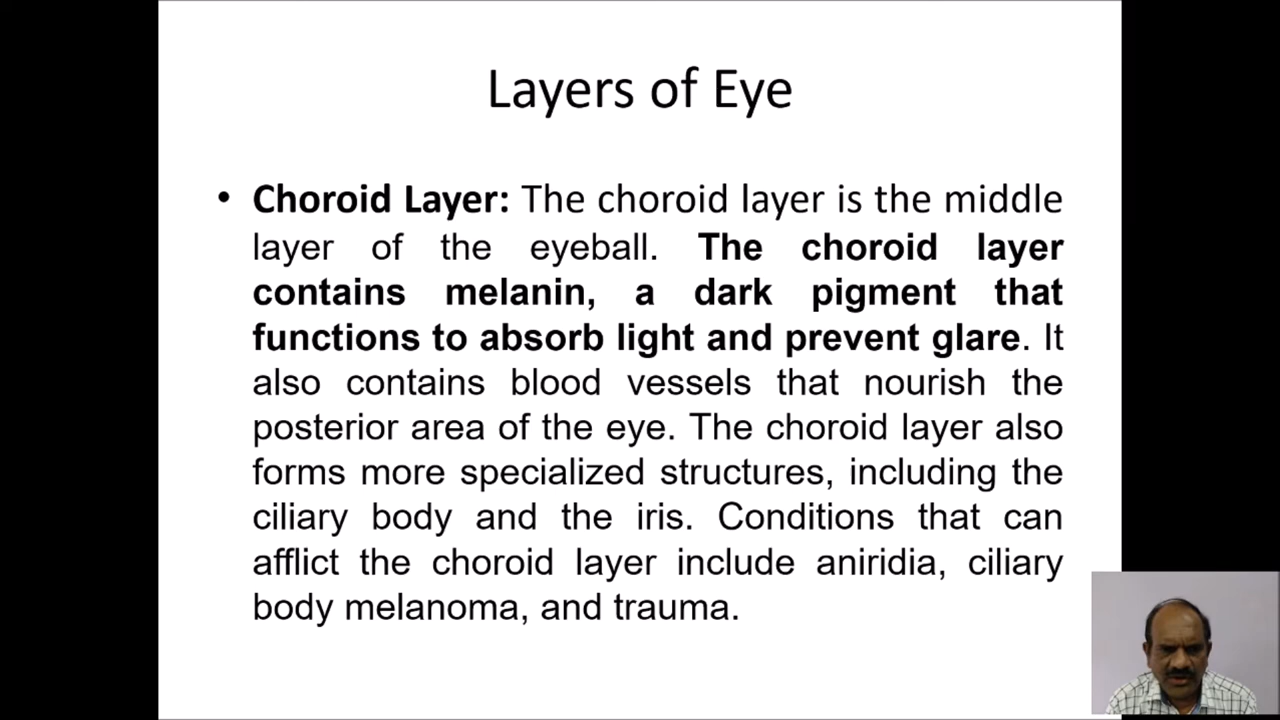 Layers of Eye
• Choroid Layer: The choroid layer is the middle
layer of the eyeball. The choroid layer
contains melanin, a dark pigment that
functions to absorb light and prevent glare. It
also contains blood vessels that nourish the
posterior area of the eye. The choroid layer also
forms more specialized structures, including the
ciliary body and the iris. Conditions that can
afflict the choroid layer include aniridia, ciliary
body melanoma, and trauma.